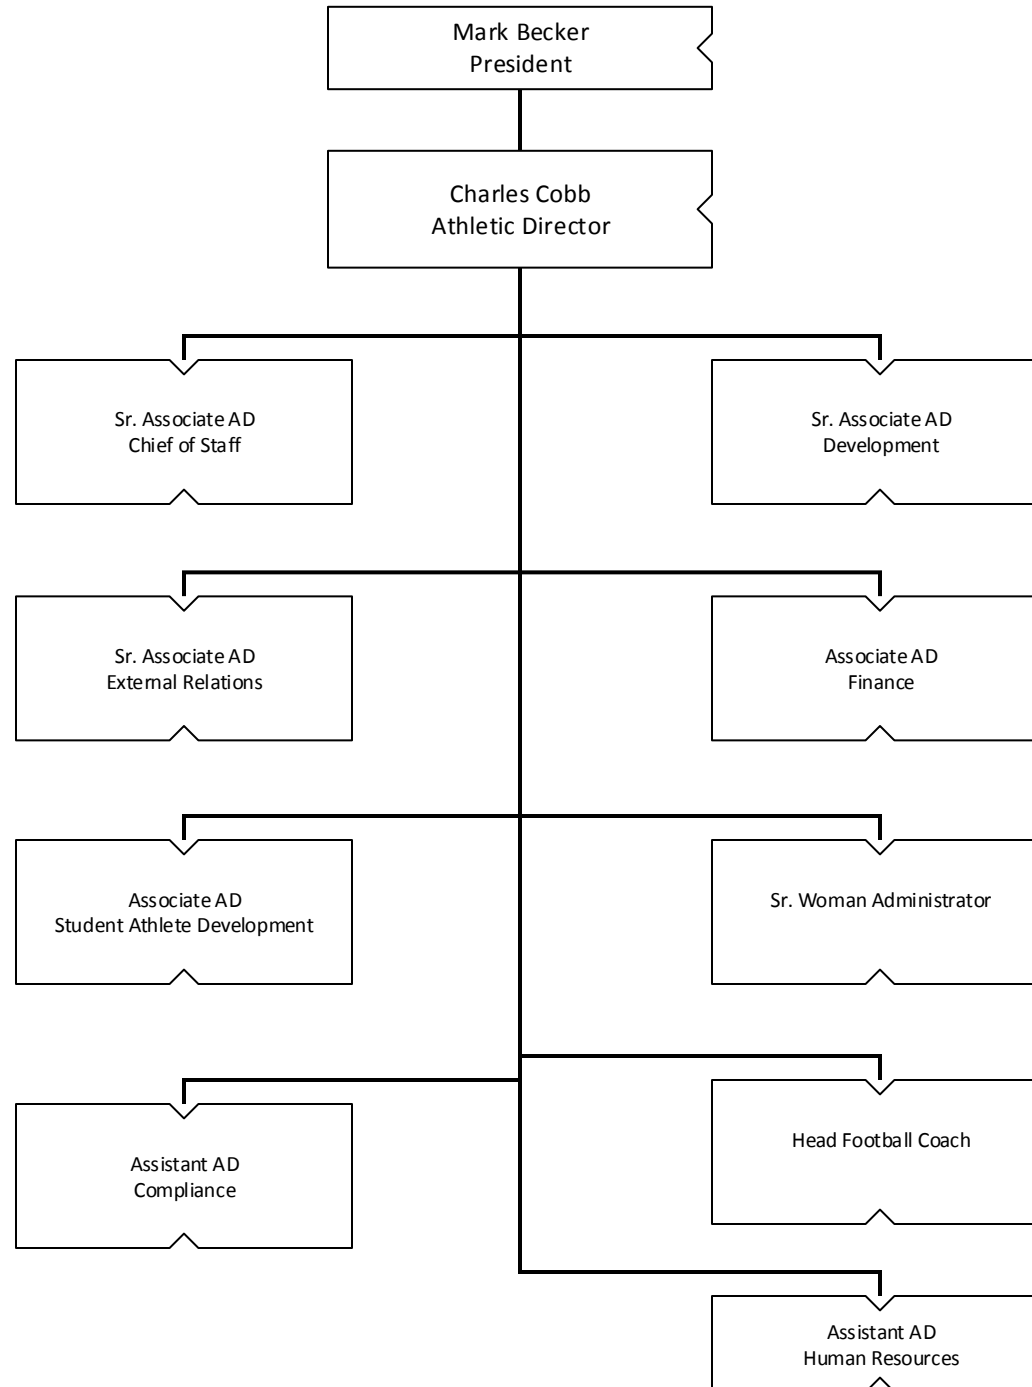 Mark Becker
President
Charles Cobb
Athletic Director
Sr. Associate AD
Chief of Staff
Sr. Associate AD
Development
Sr. Associate AD
External Relations
Associate AD
Finance
Associate AD
Student Athlete Development
Sr. Woman Administrator
Head Football Coach
Assistant AD
Compliance
Assistant AD
Human Resources